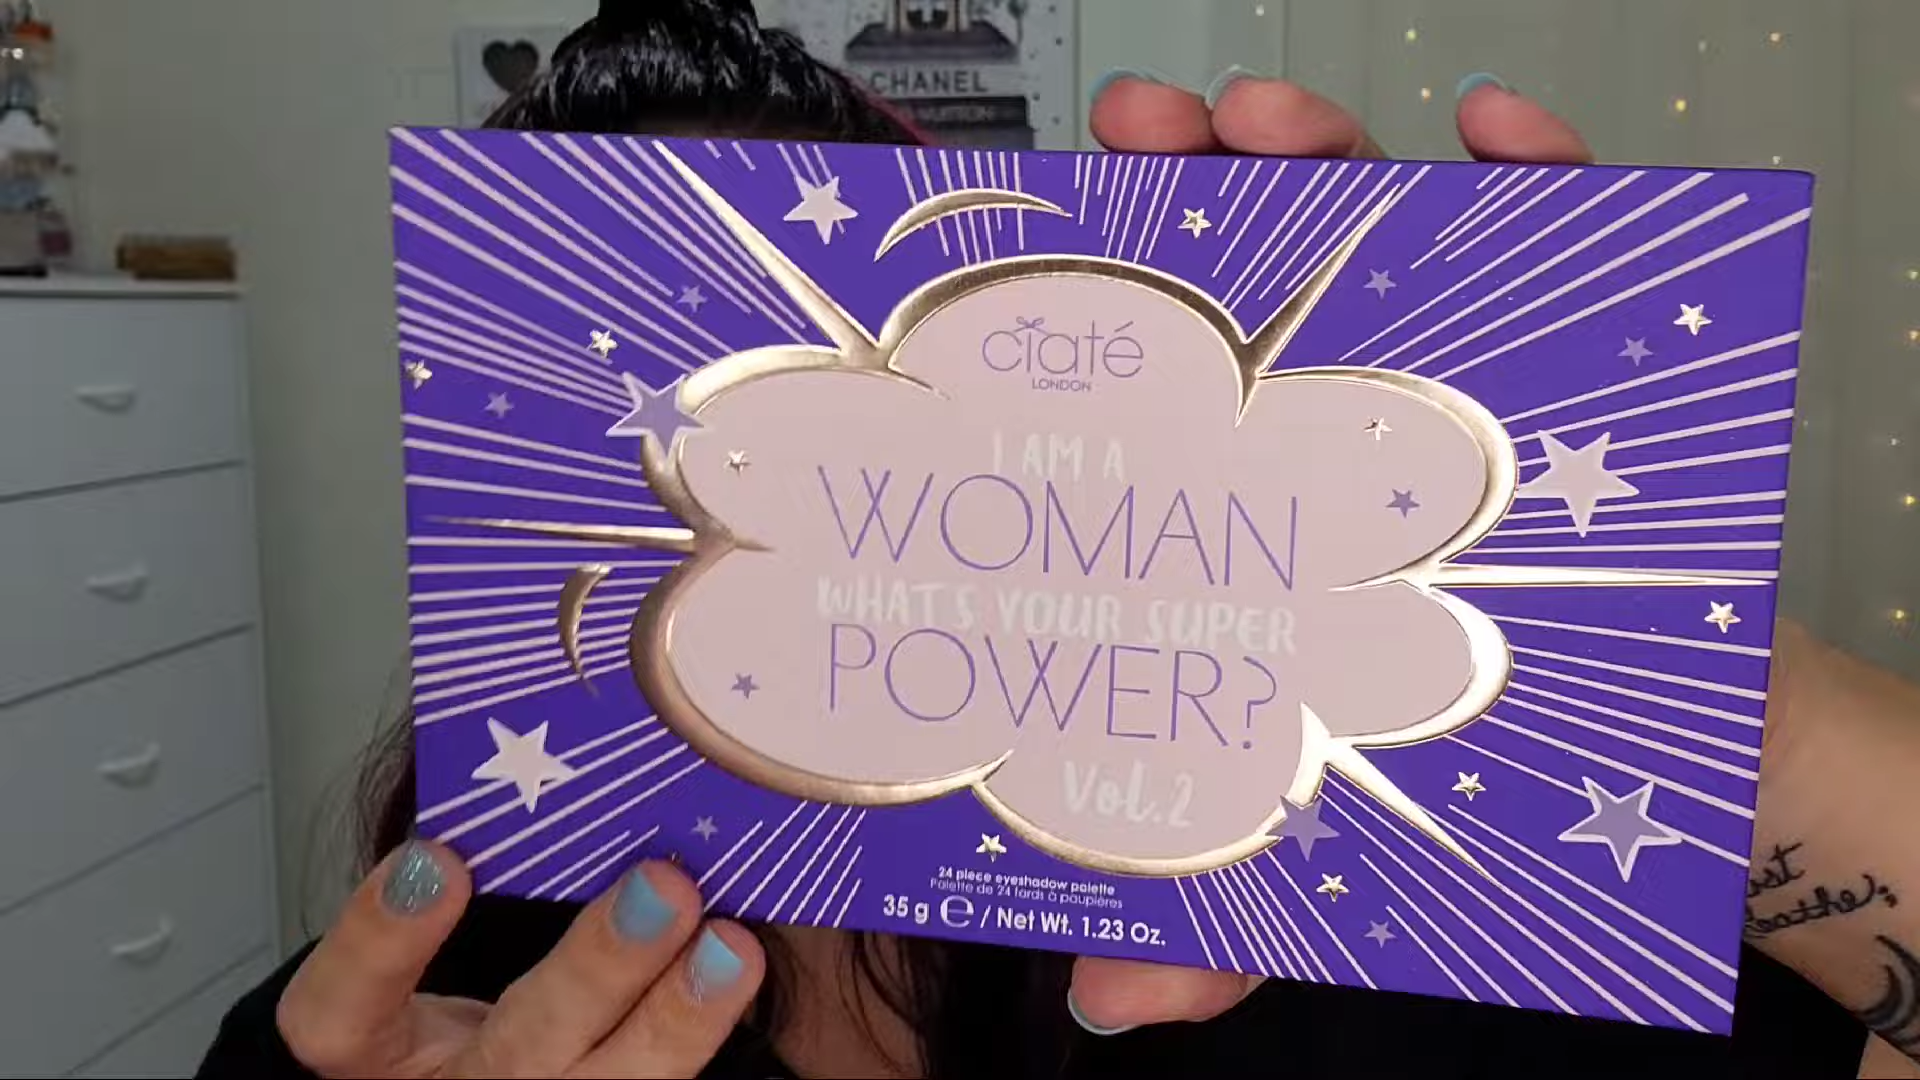 CHANEL
ciaté
LONDON
I AM A
WOMAN
WHAT'S YOUR SUPER
POWER?
Vol.2
24 piece eyeshadow palette
Palette de 24 fards à paupières
35 g e / Net Wt. 1.23 Oz.